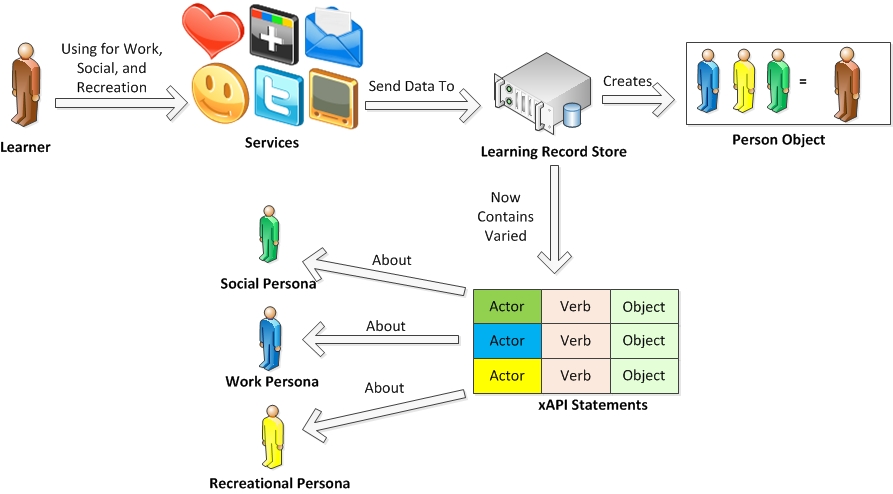 Using for Work,
Social, and
Recreation
Learner
Services
Send Data To
Learning Record Store
Creates
=
Person Object
Now
Contains
Varied
Social Persona
About
Work Persona
About
Recreational Persona
About
Actor Verb Object
Actor Verb Object
Actor Verb Object
xAPI Statements